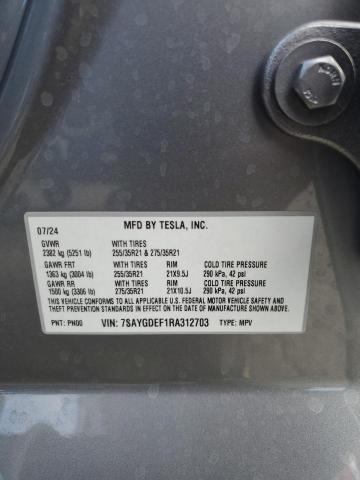 MFD BY TESLA, INC.
07/24
GVWR WITH TIRES
2382 kg (5251 lb) 255/35R21 & 275/35R21
GAWR FRT WITH TIRES RIM COLD TIRE PRESSURE
1363 kg (3004 lb) 255/35R21 21X9.5J 290 kPa, 42 psi
GAWR RR WITH TIRES RIM COLD TIRE PRESSURE
1500 kg (3306 lb) 275/35R21 21X10.5J 290 kPa, 42 psi
THIS VEHICLE CONFORMS TO ALL APPLICABLE U.S. FEDERAL MOTOR VEHICLE SAFETY
AND THEFT PREVENTION STANDARDS IN EFFECT ON THE DATE OF MANUFACTURE SHOWN ABOVE.
PNT: PN00 VIN: 7SAYGDEF1RA312703 TYPE: MPV